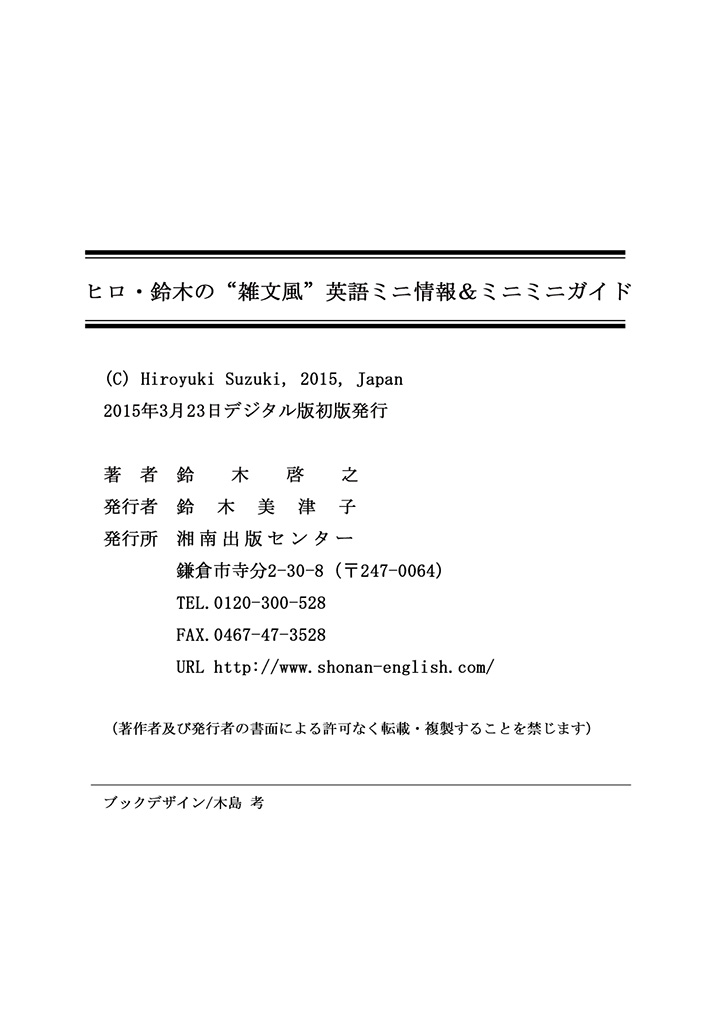 ヒロ・鈴木の“雑文風”英語ミニ情報＆ミニミニガイド
(C) Hiroyuki Suzuki, 2015, Japan
2015年3月23日デジタル版初版発行
著　者　鈴　木　啓　之
発行者　鈴　木　美　津　子
発行所　湘南出版センター
鎌倉市寺分2-30-8（〒247-0064）
TEL.0120-300-528
FAX.0467-47-3528
URL http://www.shonan-english.com/
（著作者及び発行者の書面による許可なく転載・複製することを禁じます）
ブックデザイン/木島 考